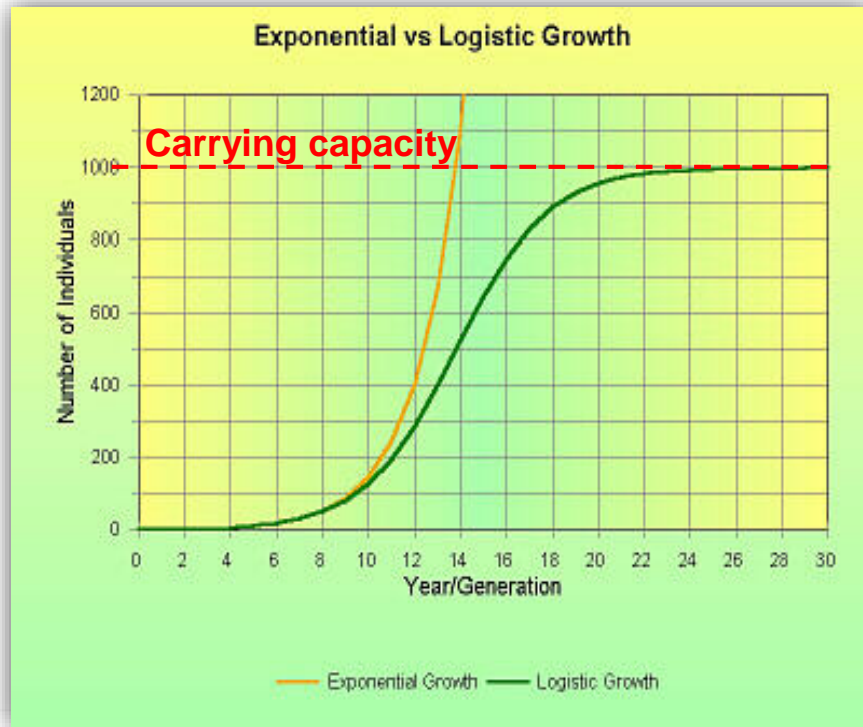 Exponential vs Logistic Growth
1200
Carrying capacity
1000
800
600
400
200
0
Number of Individuals
0 2 4 6 8 10 12 14 16 18 20 22 24 26 28 30
Year/Generation
Exponential Growth Logistic Growth